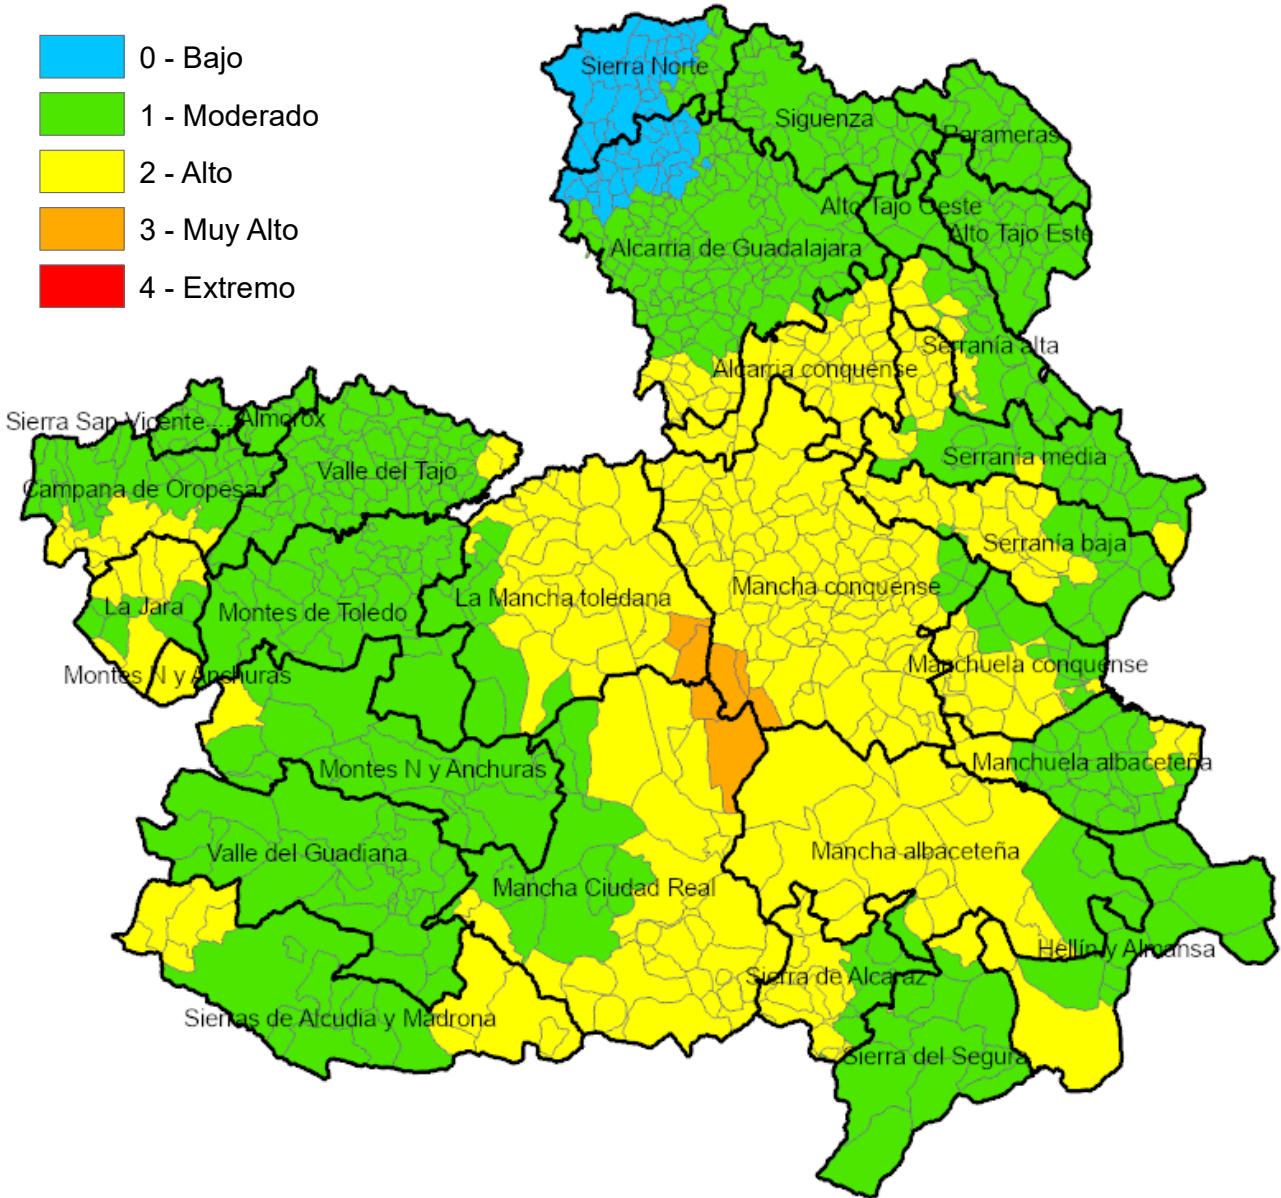 0 - Bajo
1 - Moderado
2 - Alto
3 - Muy Alto
4 - Extremo
Sierra Norte
Siguenza
Parameras
Alto Tajo Oeste
Alto Tajo Este
Alcarria de Guadalajara
Serranía alta
Alcarria conquense
Sierra San Vicente....
Almorox
Valle del Tajo
Serranía media
Campana de Oropesa
Serranía baja
Mancha conquense
La Mancha toledana
La Jara
Montes de Toledo
Manchuela conquense
Montes N y Anchuras
Manchuela albaceteña
Montes N y Anchuras
Valle del Guadiana
Mancha albaceteña
Mancha Ciudad Real
Hellín y Almansa
Sierra de Alcaraz
Sierras de Alcudia y Madrona
Sierra del Segura